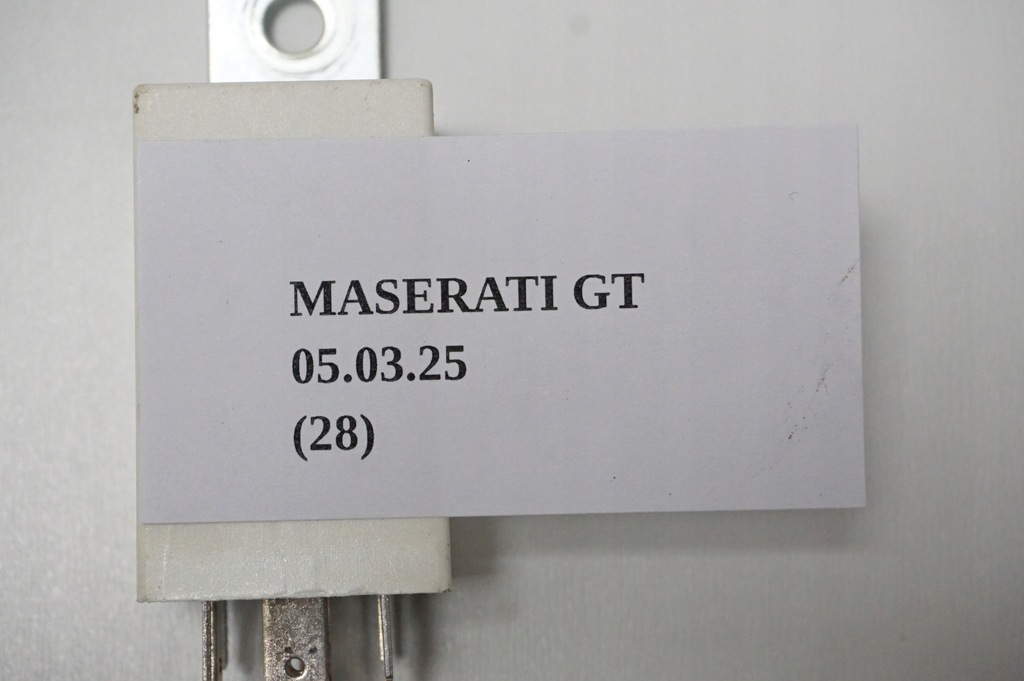 MASERATI GT
05.03.25
(28)